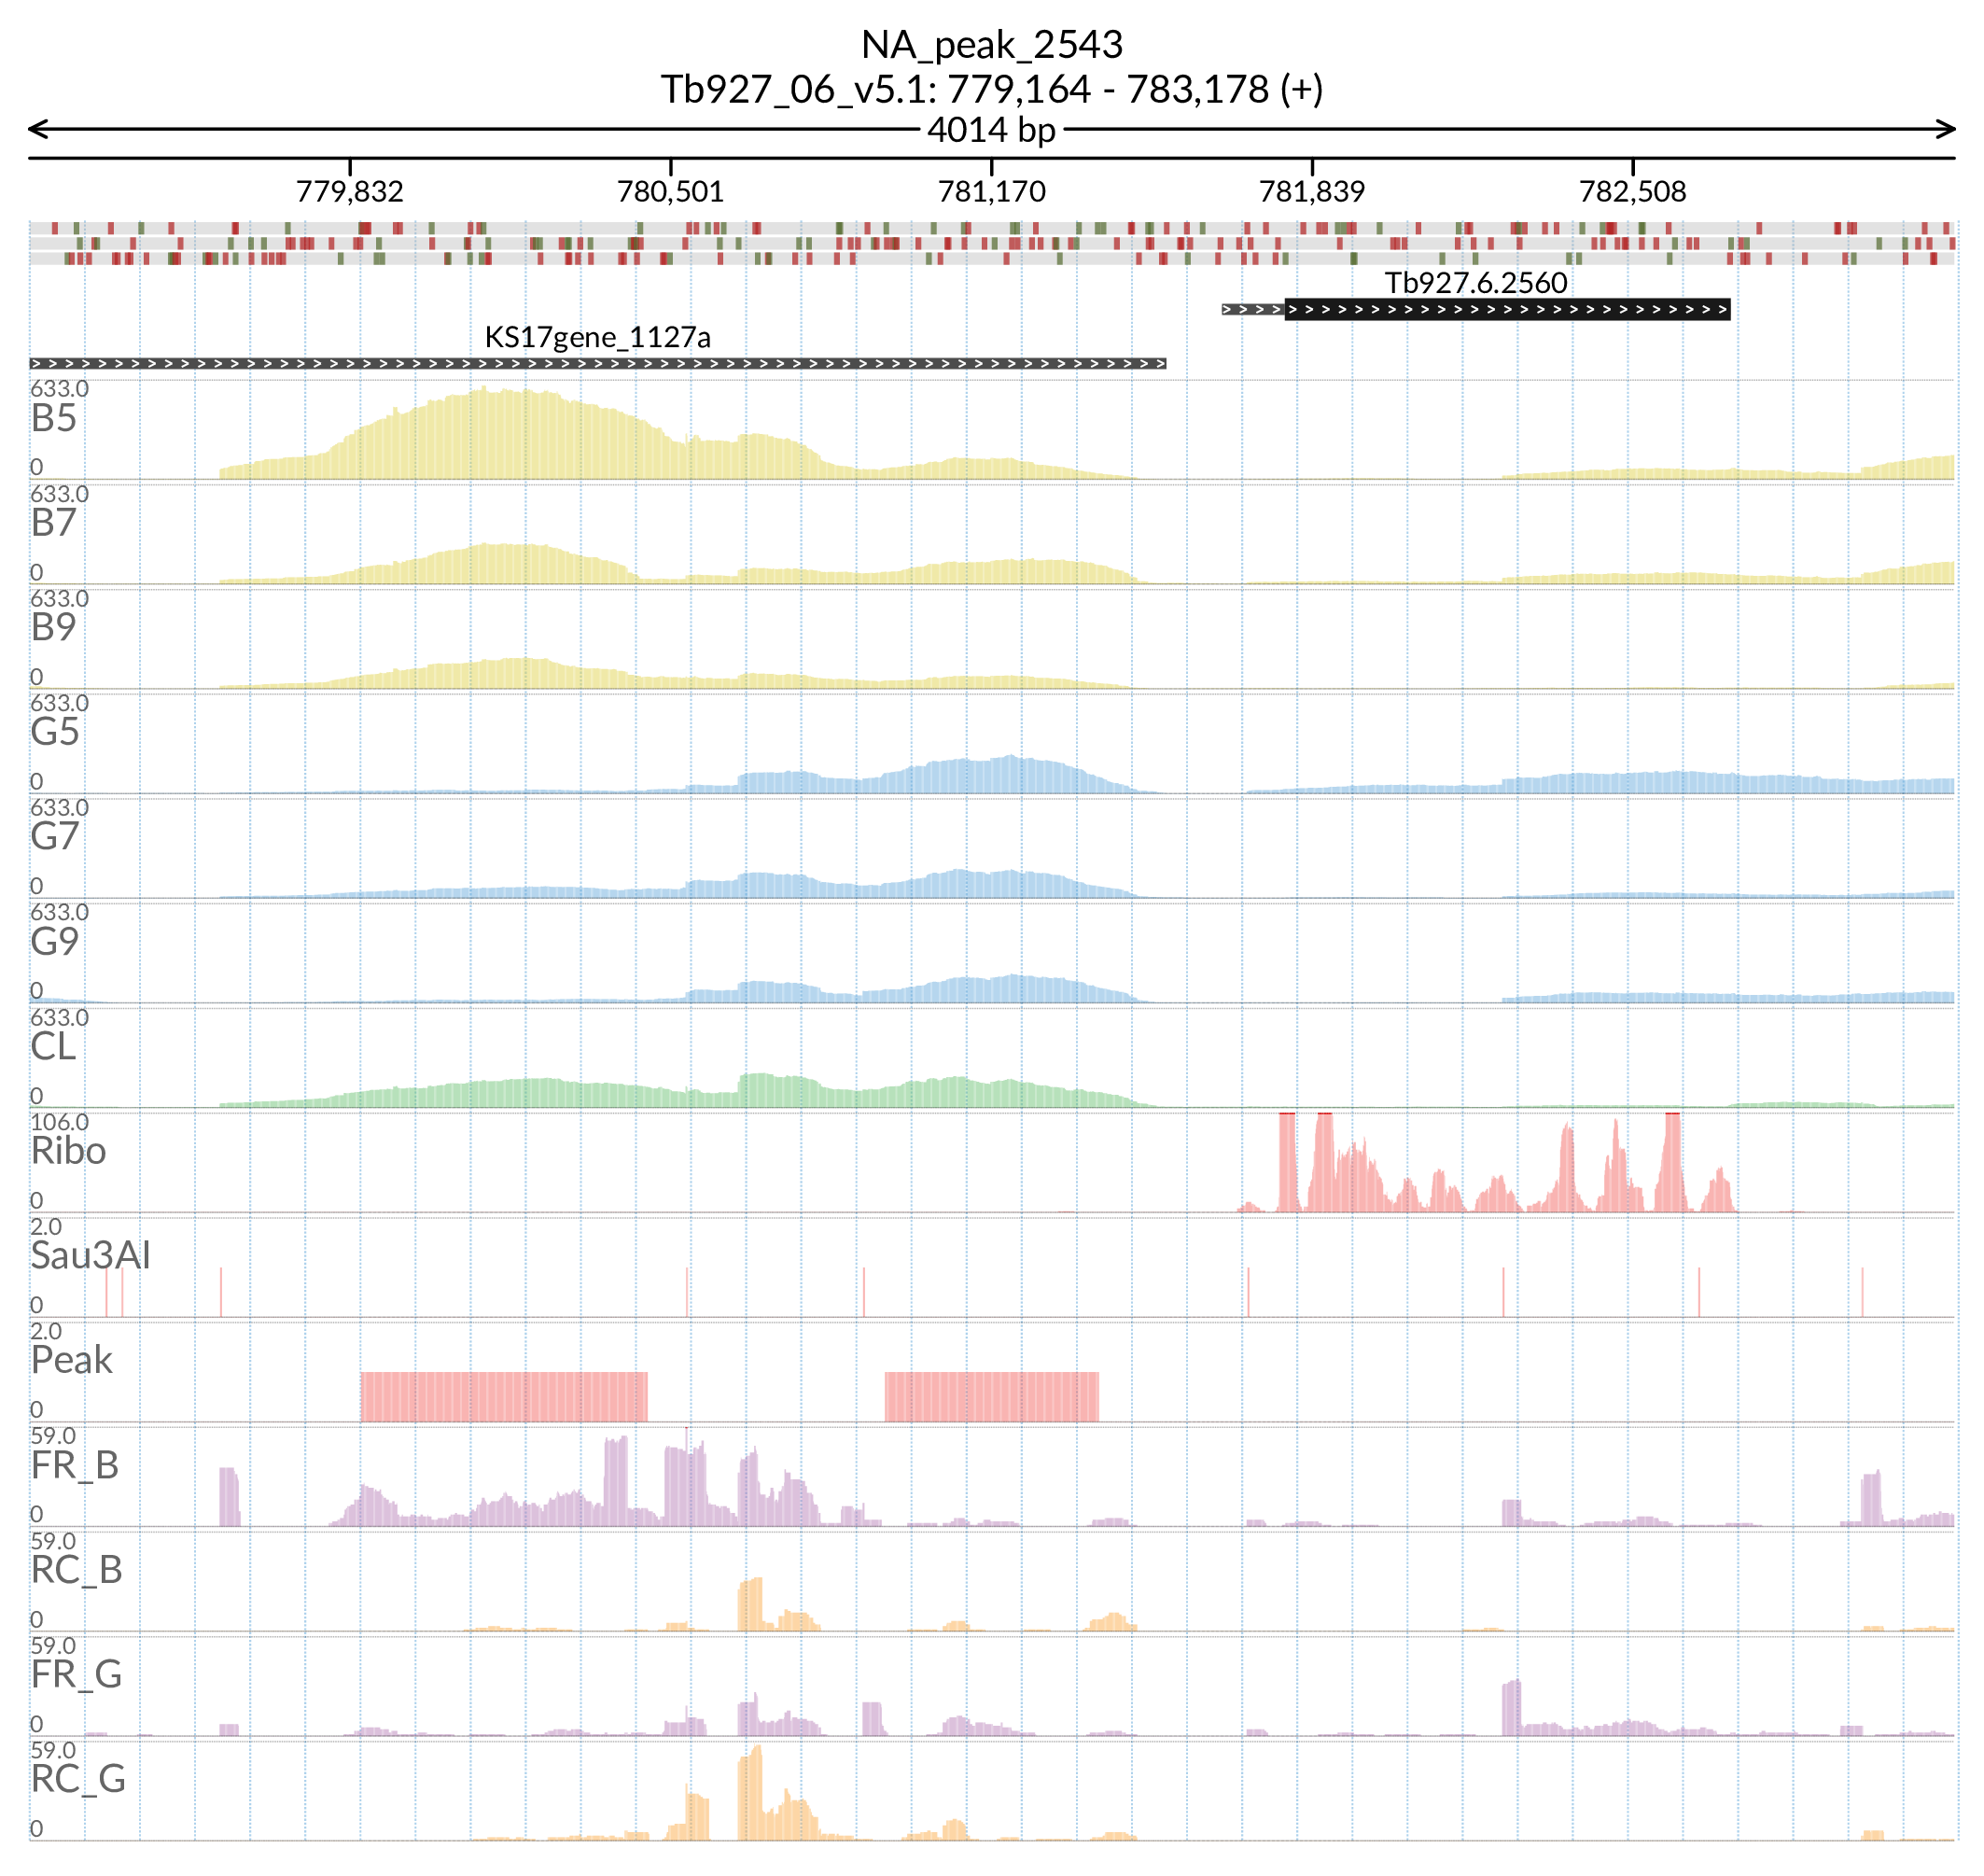 NA_peak_2543
Tb927_06_v5.1: 779,164 - 783,178 (+)
4014 bp
779,832 780,501 781,170 781,839 782,508
Tb927.6.2560
KS17gene_1127a
633.0
B5
0
633.0
B7
0
633.0
B9
0
633.0
G5
0
633.0
G7
0
633.0
G9
0
633.0
CL
0
106.0
Ribo
0
2.0
Sau3AI
0
2.0
Peak
0
59.0
FR_B
0
59.0
RC_B
0
59.0
FR_G
0
59.0
RC_G
0